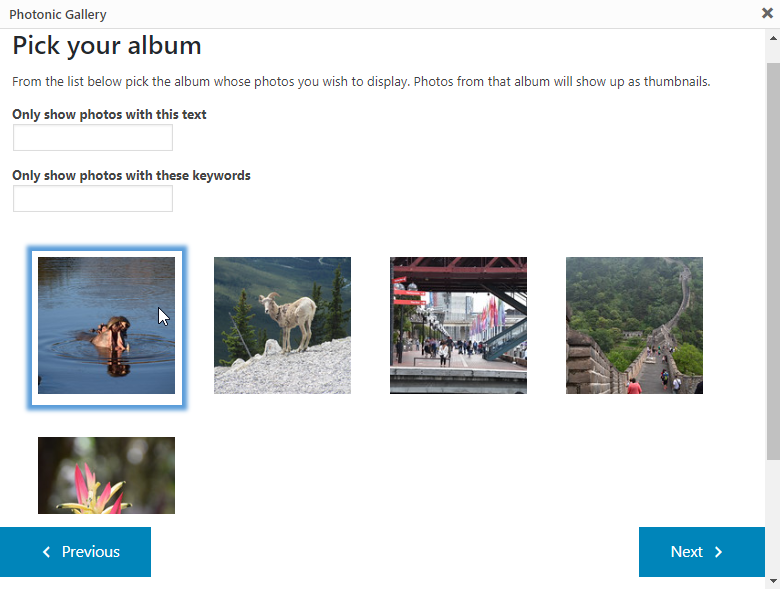 Photonic Gallery
Pick your album
From the list below pick the album whose photos you wish to display. Photos from that album will show up as thumbnails.
Only show photos with this text
Only show photos with these keywords
Previous
Next